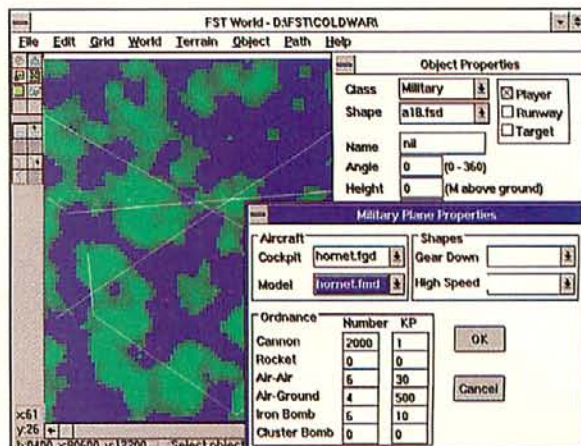 FST World - D:\FST\COLDWAR\
File Edit Grid World Terrain Object Path Help
Object Properties
Class Military
Shape a18.fsd
Player
Runway
Target
Name nil
Angle 0 (0 - 360)
Height 0 (M above ground)
Military Plane Properties
Aircraft
Cockpit hornet.fgd
Model hornet.fmd
Shapes
Gear Down
High Speed
Ordnance
Number KP
Cannon 2000 1
Rocket 0 0
Air-Air 6 30
Air-Ground 4 500
Iron Bomb 6 10
Cluster Bomb 0 0
OK
Cancel
x:61
y:26
Select object